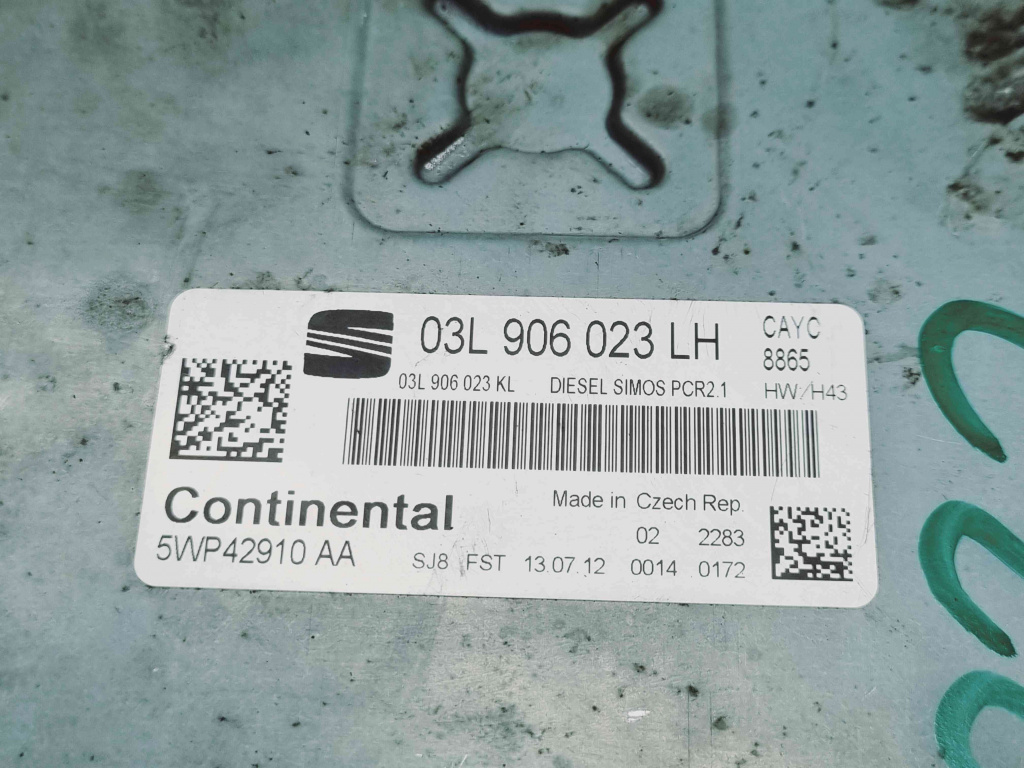 03L 906 023 LH
CAYC
8865
03L 906 023 KL DIESEL SIMOS PCR2.1 HW:/H43
Continental
Made in Czech Rep.
02 2283
5WP42910 AA
SJ8 FST 13.07.12 0014 0172